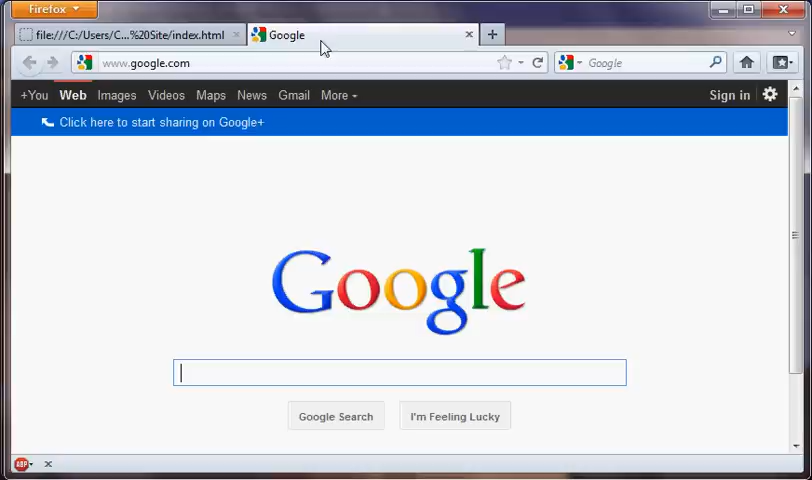 Firefox
file:///C:/Users/C...%20Site/index.html
Google
www.google.com
Google
+You Web Images Videos Maps News Gmail More Sign in
Click here to start sharing on Google+
Google
Google Search I'm Feeling Lucky
ABP